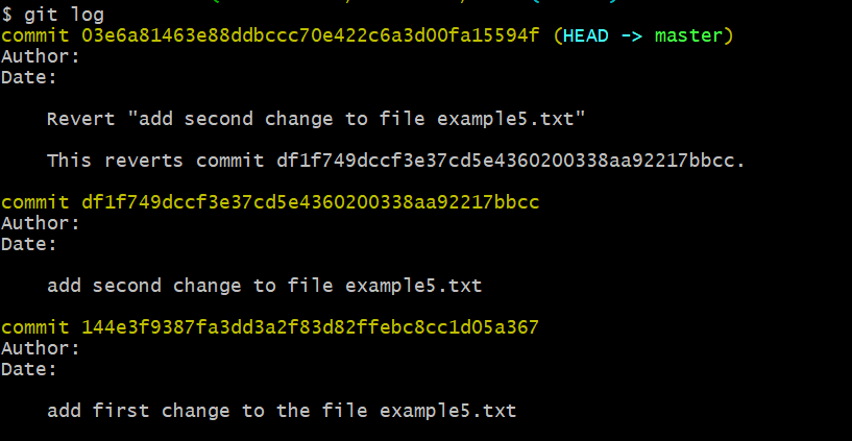 $ git log
commit 03e6a81463e88ddbccc70e422c6a3d00fa15594f (HEAD -> master)
Author:
Date:
Revert "add second change to file example5.txt"
This reverts commit df1f749dccf3e37cd5e4360200338aa92217bbcc.
commit df1f749dccf3e37cd5e4360200338aa92217bbcc
Author:
Date:
add second change to file example5.txt
commit 144e3f9387fa3dd3a2f83d82ffebc8cc1d05a367
Author:
Date:
add first change to the file example5.txt